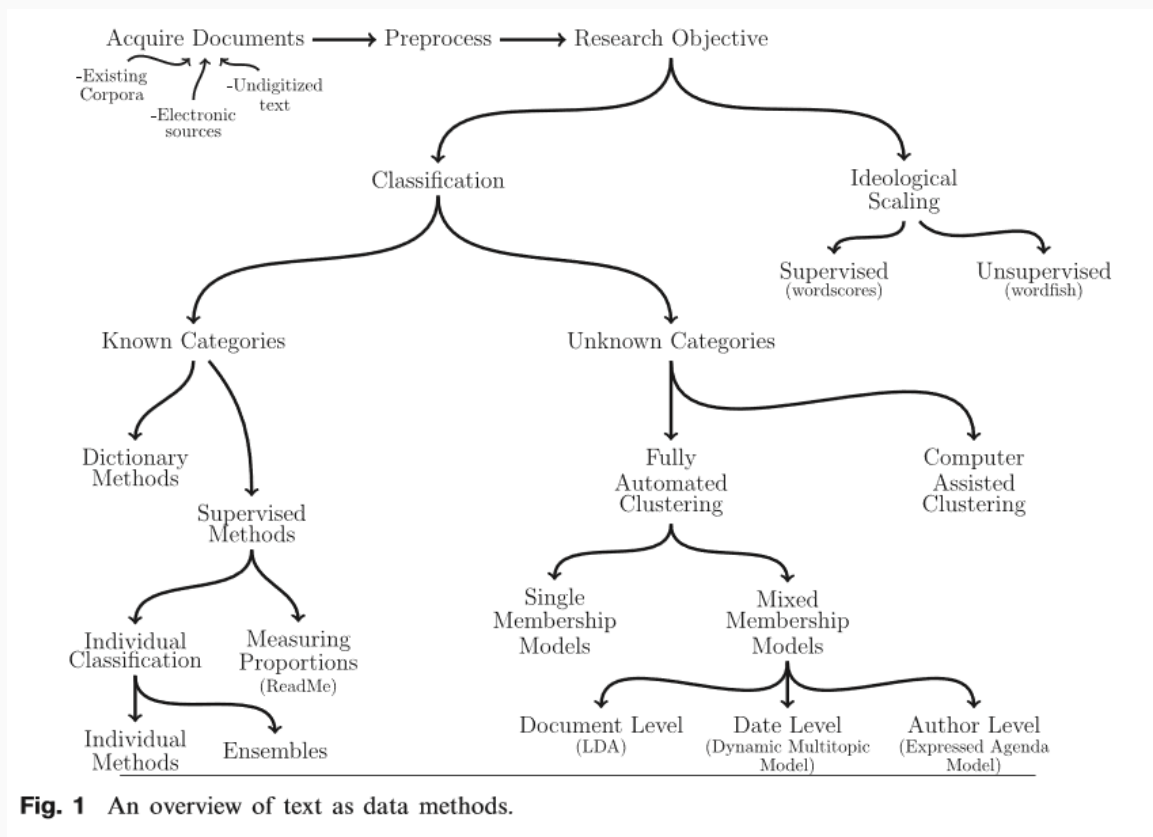 Acquire Documents
Preprocess
Research Objective
-Existing
Corpora
-Electronic
sources
-Undigitized
text
Classification
Ideological
Scaling
Supervised
(wordscores)
Unsupervised
(wordfish)
Known Categories
Unknown Categories
Dictionary
Methods
Supervised
Methods
Fully
Automated
Clustering
Computer
Assisted
Clustering
Individual
Classification
Measuring
Proportions
(ReadMe)
Single
Membership
Models
Mixed
Membership
Models
Individual
Methods
Ensembles
Document Level
(LDA)
Date Level
(Dynamic Multitopic
Model)
Author Level
(Expressed Agenda
Model)
Fig. 1 An overview of text as data methods.